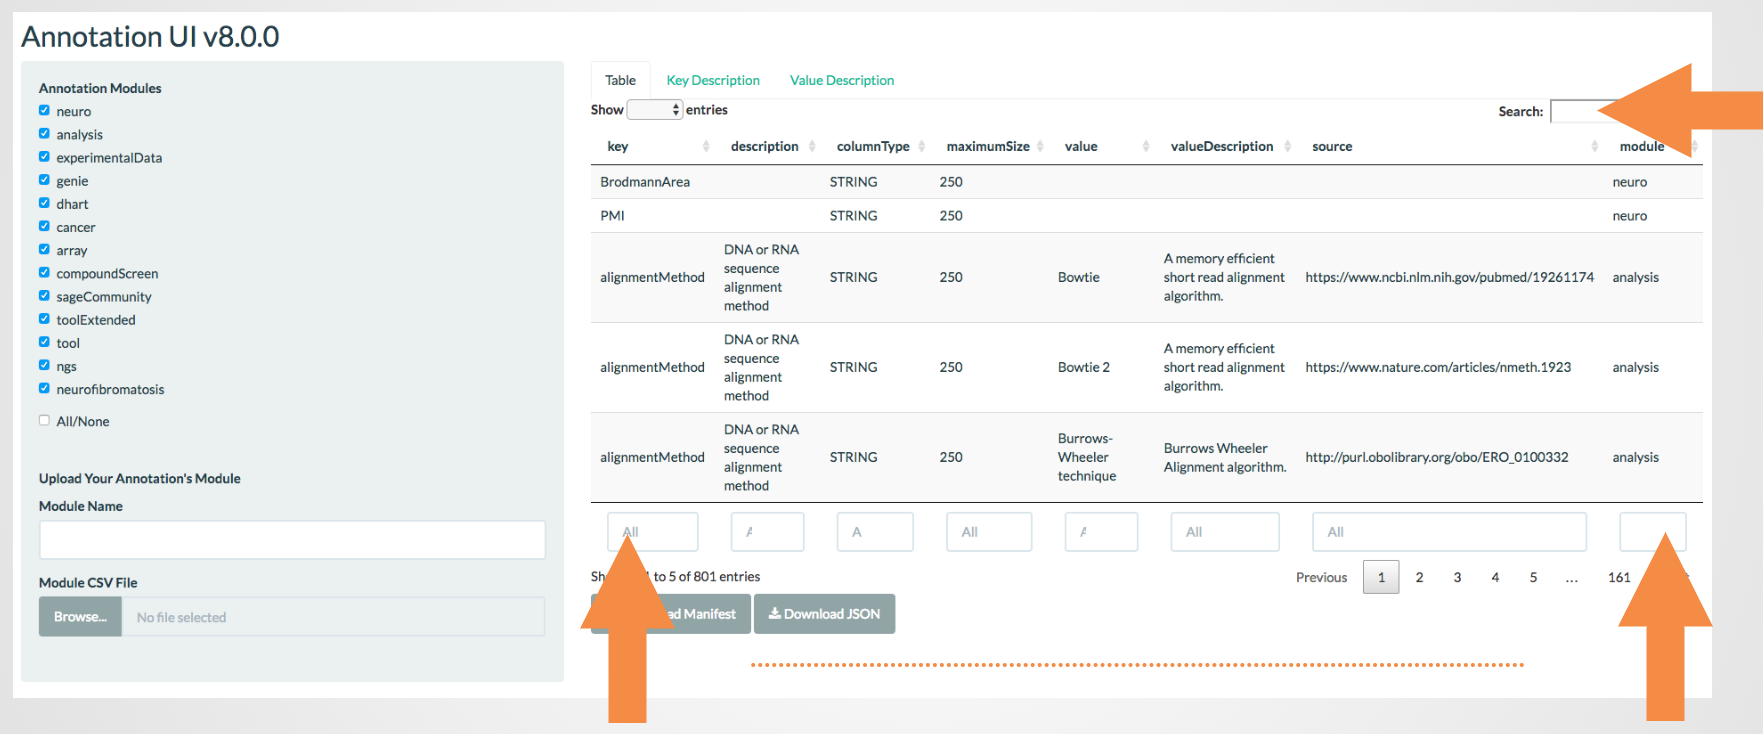 Annotation UI v8.0.0
Annotation Modules
neuro
analysis
experimentalData
genie
dhart
cancer
array
compoundScreen
sageCommunity
toolExtended
tool
ngs
neurofibromatosis
All/None
Upload Your Annotation's Module
Module Name
Module CSV File
Browse... No file selected
Table Key Description Value Description
Show entries Search:
key description columnType maximumSize value valueDescription source module
BrodmannArea STRING 250 neuro
PMI STRING 250 neuro
DNA or RNA
sequence
alignment
method
alignmentMethod STRING 250 Bowtie
A memory efficient
short read alignment
algorithm.
https://www.ncbi.nlm.nih.gov/pubmed/19261174 analysis
DNA or RNA
sequence
alignment
method
alignmentMethod STRING 250 Bowtie 2
A memory efficient
short read alignment
algorithm.
https://www.nature.com/articles/nmeth.1923 analysis
DNA or RNA
sequence
alignment
method
alignmentMethod STRING 250
Burrows-
Wheeler
technique
Burrows Wheeler
Alignment algorithm.
http://purl.obolibrary.org/obo/ERO_0100332 analysis
All A All All All
to 5 of 801 entries
Previous 1 2 3 4 5 ... 161
Manifest Download JSON